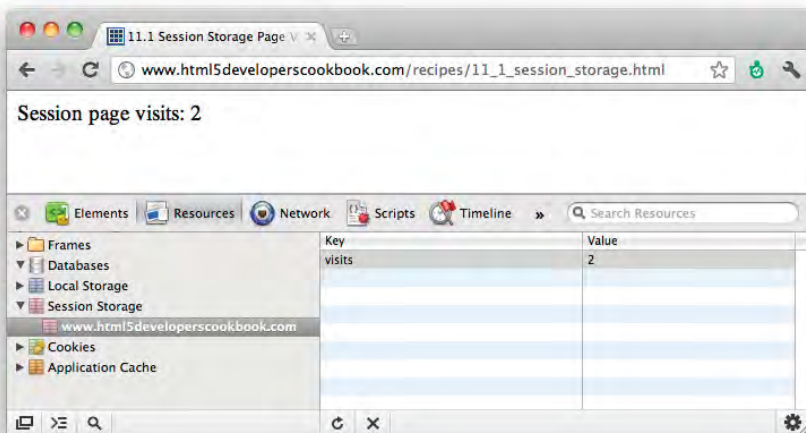 11.1 Session Storage Page V
www.html5developerscookbook.com/recipes/11_1_session_storage.html
Session page visits: 2
Elements Resources Network Scripts Timeline » Search Resources
Frames
Databases
Local Storage
Session Storage
www.html5developerscookbook.com
Cookies
Application Cache
Key Value
visits 2